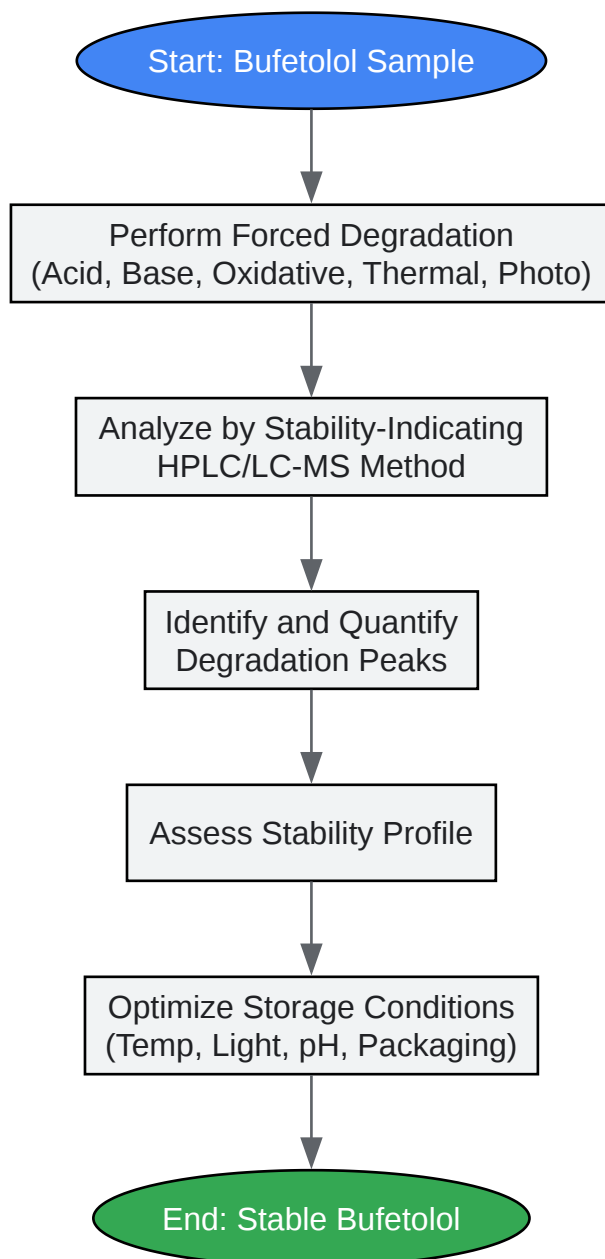 Start: Bufetolol Sample
Perform Forced Degradation
(Acid, Base, Oxidative, Thermal, Photo)
Analyze by Stability-Indicating
HPLC/LC-MS Method
Identify and Quantify
Degradation Peaks
Assess Stability Profile
Optimize Storage Conditions
(Temp, Light, pH, Packaging)
End: Stable Bufetolol